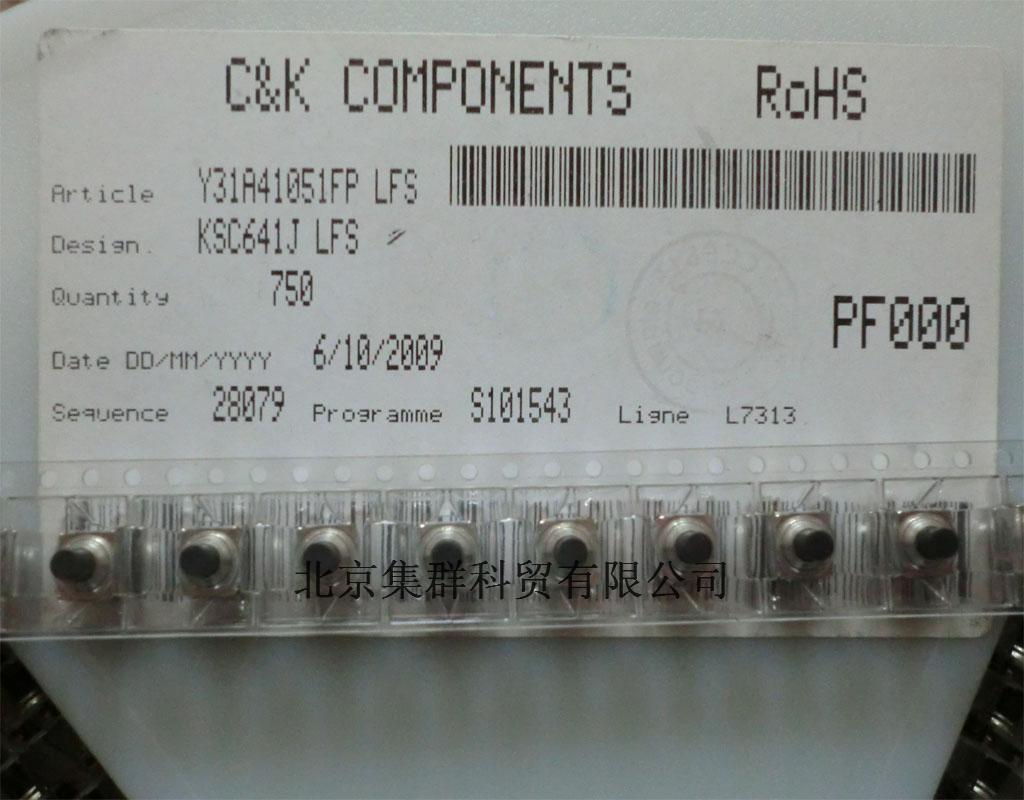 C&K COMPONENTS RoHS
Article Y31A41051FP LFS
Design. KSC641J LFS
Quantity 750
PF000
Date DD/MM/YYYY 6/10/2009
Sequence 28079 Programme S101543 Ligne L7313
北京集群科贸有限公司